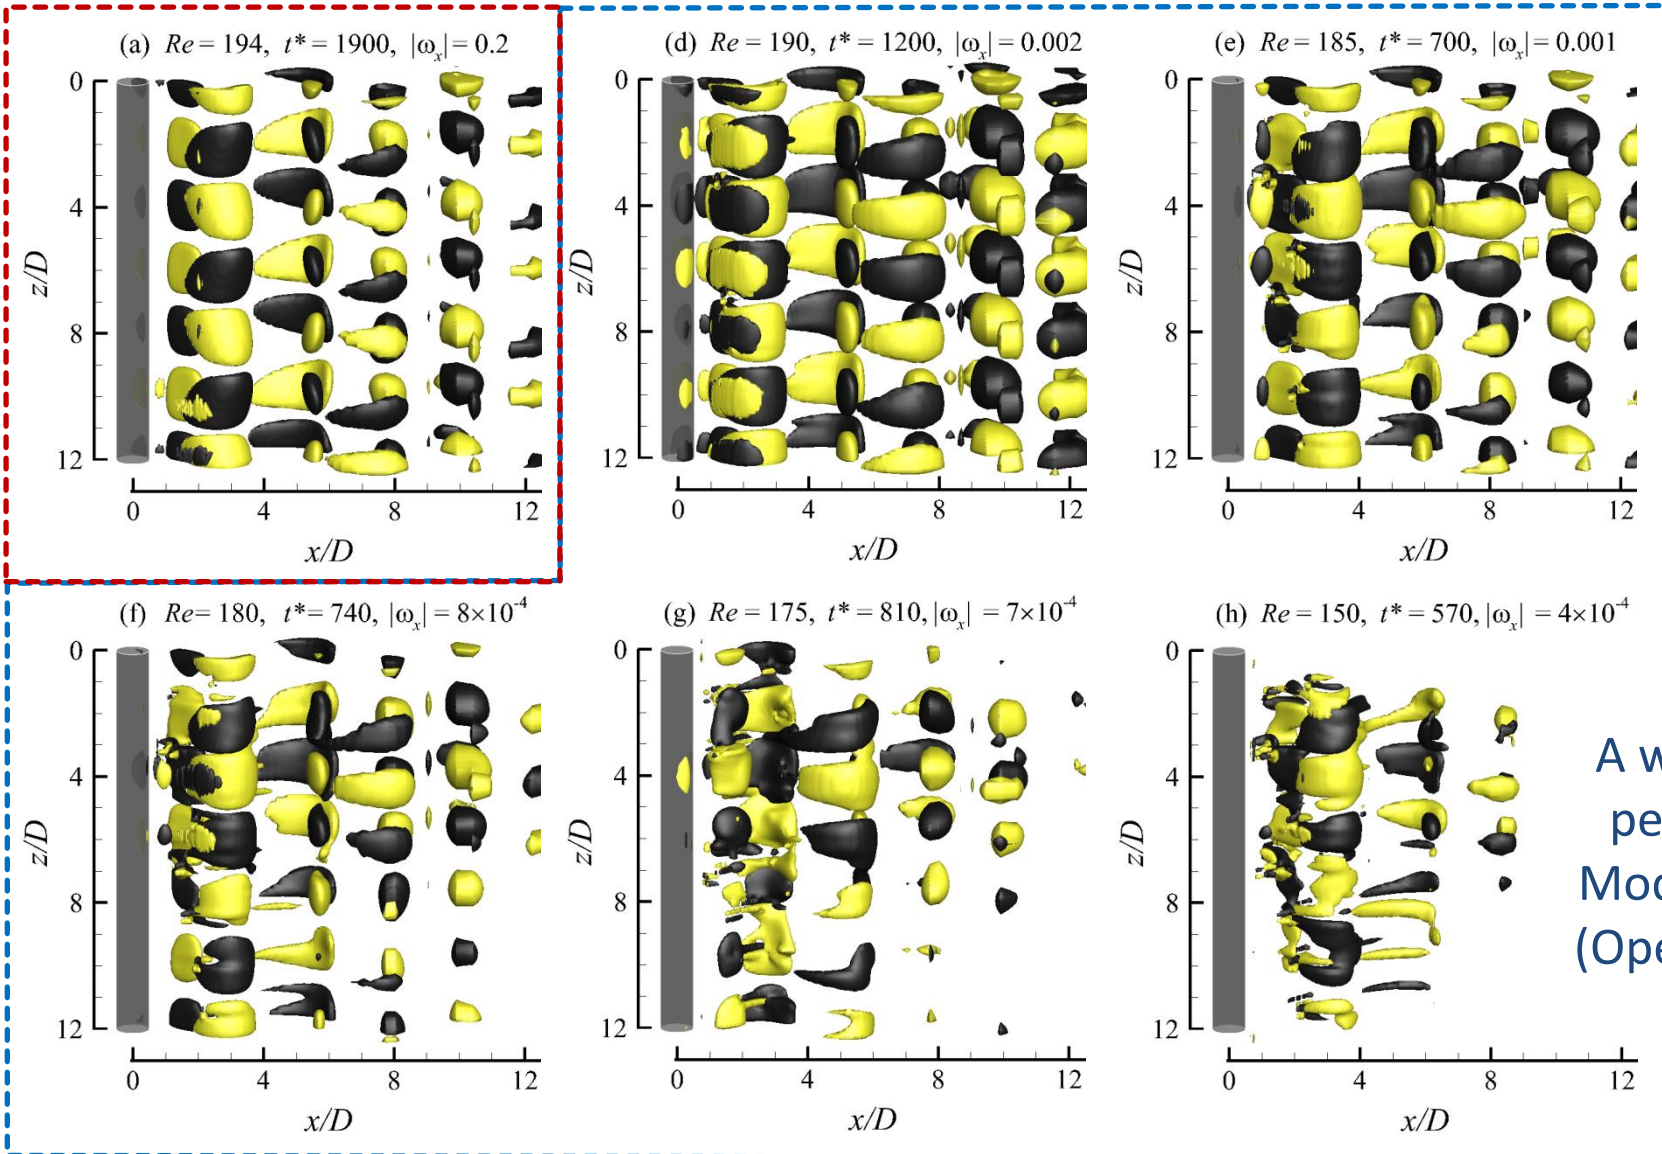 (a) Re = 194, t* = 1900, |ωx| = 0.2
(d) Re = 190, t* = 1200, |ωx| = 0.002
(e) Re = 185, t* = 700, |ωx| = 0.001
0
4
8
12
z/D
0 4 8 12
x/D
0
4
8
12
z/D
0 4 8 12
x/D
0
4
8
12
z/D
0 4 8 12
x/D
(f) Re= 180, t*= 740, |ωx| = 8×10-4
(g) Re = 175, t* = 810, |ωx| = 7×10-4
(h) Re = 150, t* = 570, |ωx| = 4×10-4
0
4
8
12
z/D
0 4 8 12
x/D
0
4
8
12
z/D
0 4 8 12
x/D
0
4
8
12
z/D
0 4 8 12
x/D
A